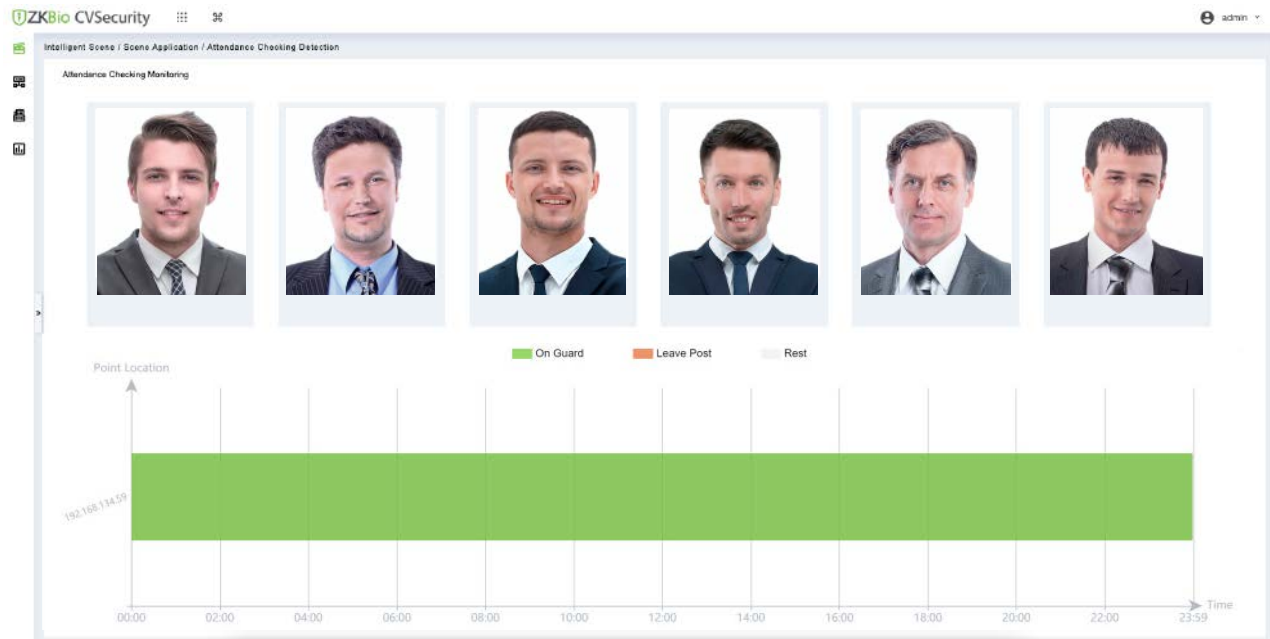 ZKBio CVSecurity
admin
Intelligent Scene / Scene Application / Attendance Checking Detection
Attendance Checking Monitoring
On Guard
Leave Post
Rest
Point Location
192.168.134.59
00:00 02:00 04:00 06:00 08:00 10:00 12:00 14:00 16:00 18:00 20:00 22:00 23:59
Time